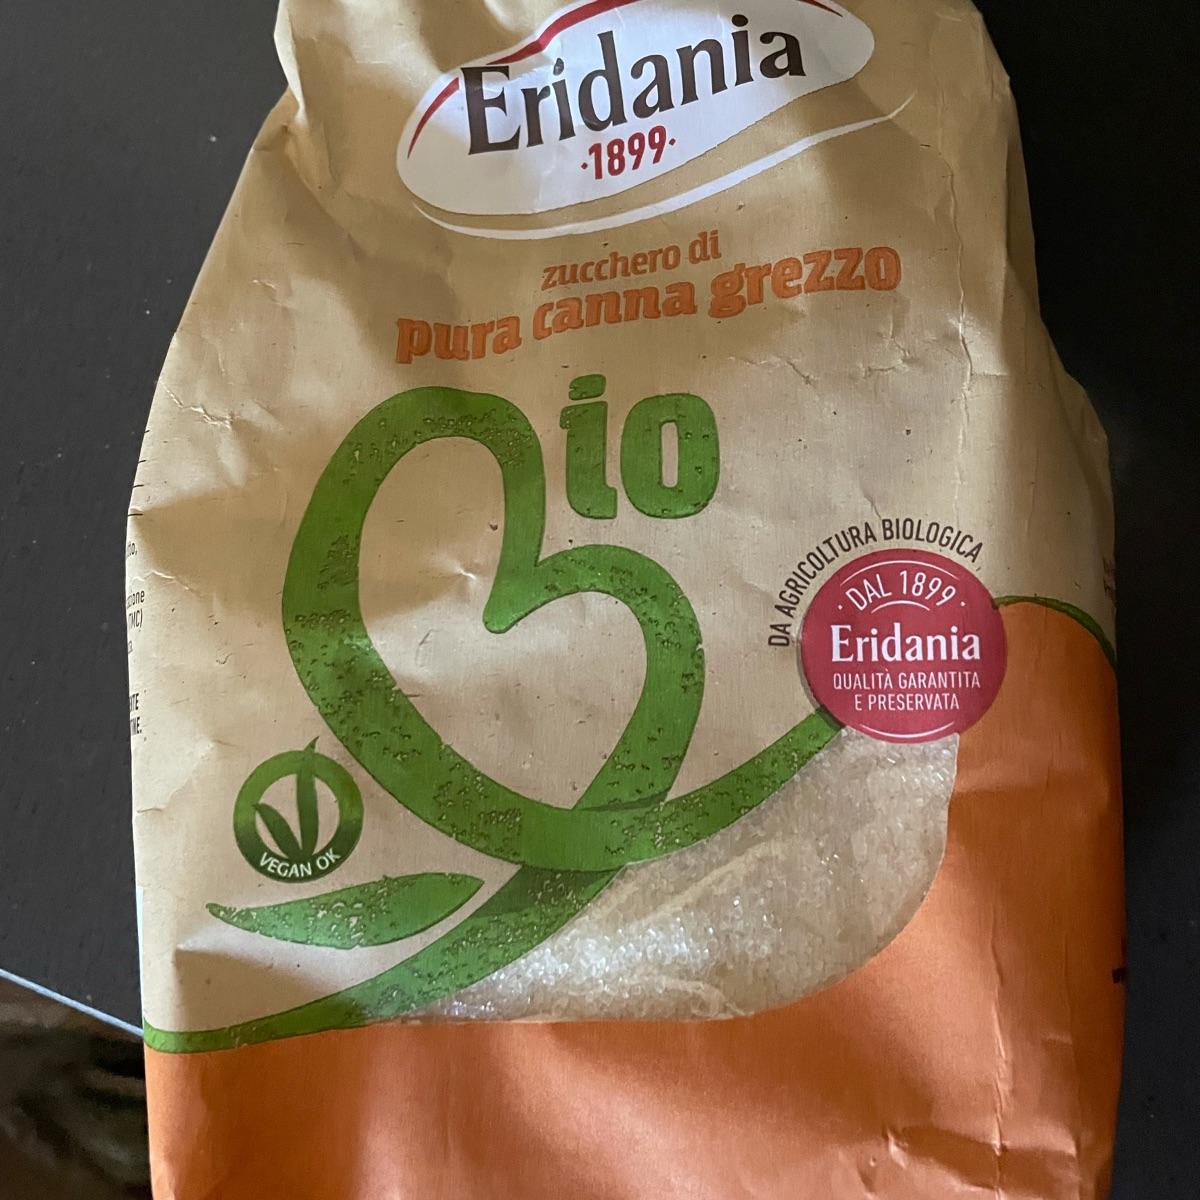 Eridania
·1899·
zucchero di
pura canna grezzo
Bio
DA AGRICOLTURA BIOLOGICA
· DAL 1899 ·
Eridania
QUALITÀ GARANTITA
E PRESERVATA
VEGAN OK
TMC)